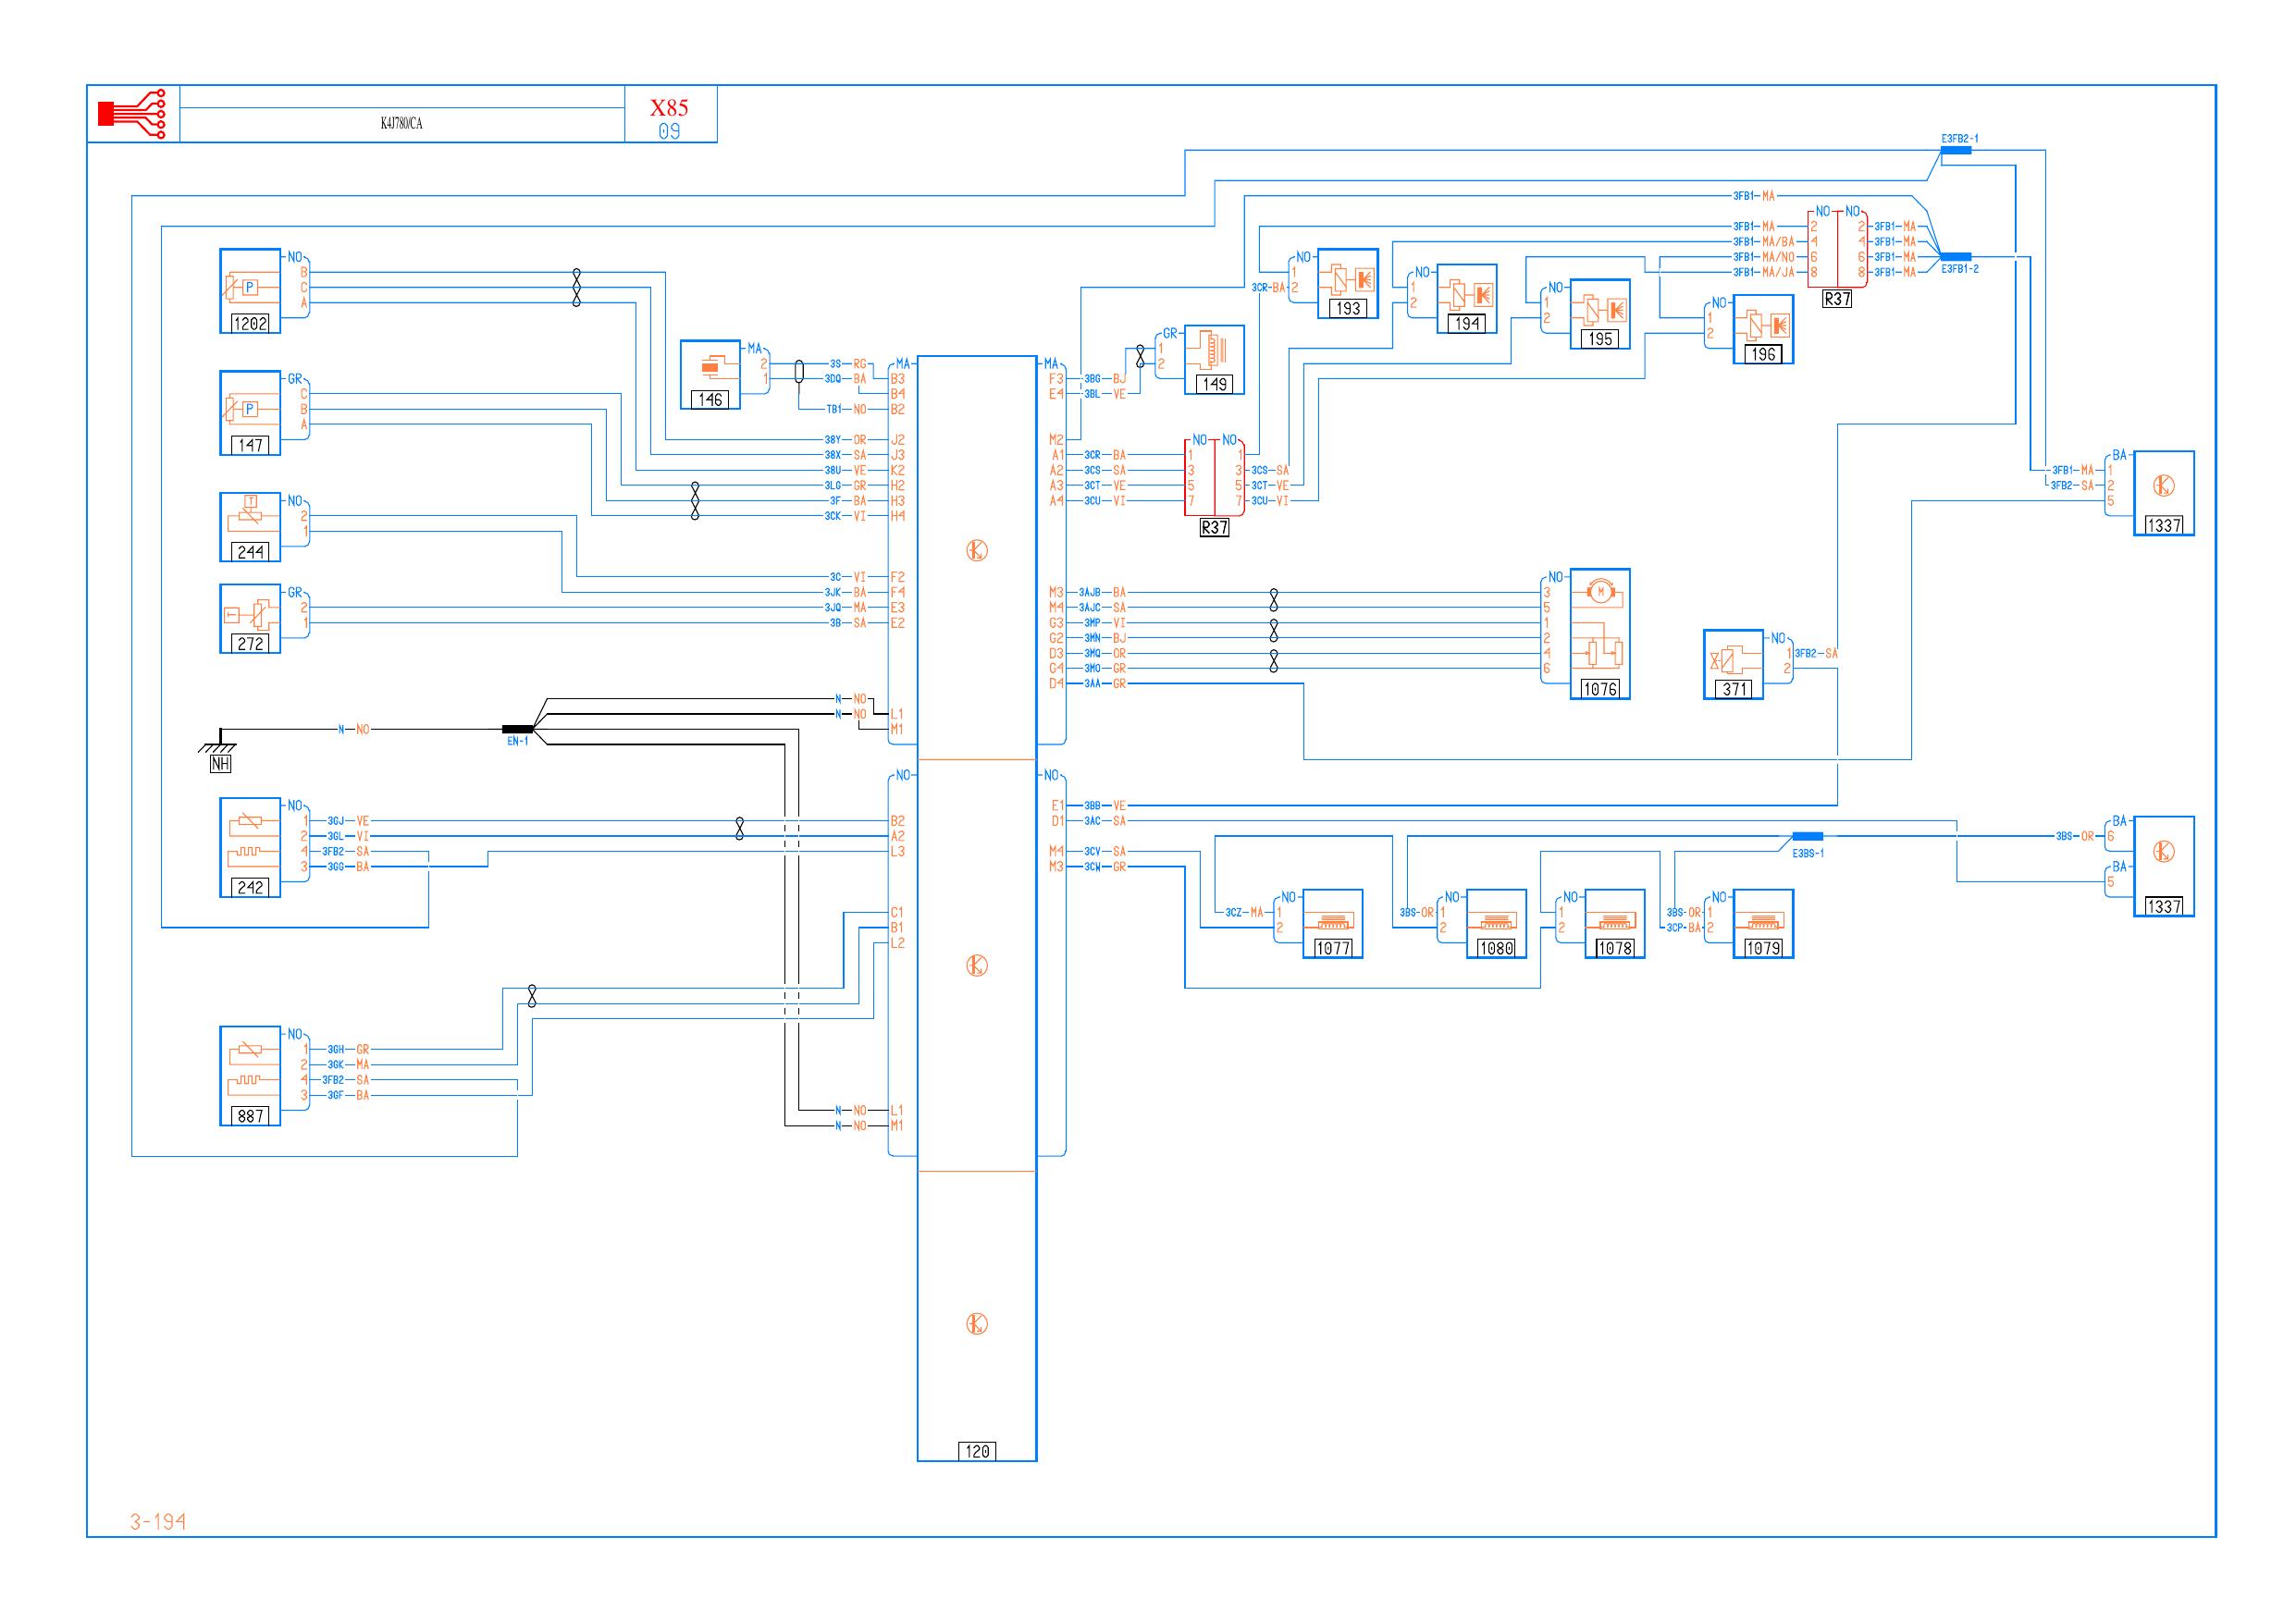 K4J780/CA
X85
09
E3FB2-1
3FB1 MA
NO NO
3FB1 MA 2 2 3FB1 MA
3FB1 MA/BA 4 4 3FB1 MA
3FB1 MA/NO 6 6 3FB1 MA
3FB1 MA/JA 8 8 3FB1 MA
R37
E3FB1-2
NO
B
C
A
P
1202
NO
1
3CR BA 2
193
NO
1
2
194
NO
1
2
195
NO
1
2
196
GR
1
2
149
MA
2 3S RG
1 3DQ BA
TB1 NO
146
MA
B3
B4
B2
MA
F3 3BG BJ
E4 3BL VE
GR
C
B
A
P
147
38Y OR J2
38X SA J3
38U VE K2
3LG GR H2
3F BA H3
3CK VI H4
M2
A1 3CR BA
A2 3CS SA
A3 3CT VE
A4 3CU VI
NO NO
1 1
3 3 3CS SA
5 5 3CT VE
7 7 3CU VI
R37
BA
3FB1 MA 1
3FB2 SA 2
5
1337
NO
2
1
T
244
3C VI F2
3JK BA F4
3JQ MA E3
3B SA E2
GR
2
1
T
272
M3 3AJB BA
M4 3AJC SA
G3 3MP VI
G2 3MN BJ
D3 3MQ OR
G4 3MO GR
D4 3AA GR
NO
3
5
1
2
4
6
M
1076
NO
1 3FB2 SA
2
371
N NO
N NO
L1
M1
N NO
EN-1
NH
NO
NO
E1 3BB VE
D1 3AC SA
M4 3CV SA
M3 3CW GR
NO
1 3GJ VE
2 3GL VI
4 3FB2 SA
3 3GG BA
242
B2
A2
L3
C1
B1
L2
E3BS-1
BA
3BS OR 6
BA
5
1337
NO
3CZ MA 1
2
1077
NO
3BS OR 1
2
1080
NO
1
2
1078
NO
3BS OR 1
3CP BA 2
1079
NO
1 3GH GR
2 3GK MA
4 3FB2 SA
3 3GF BA
887
N NO L1
N NO M1
120
3-194